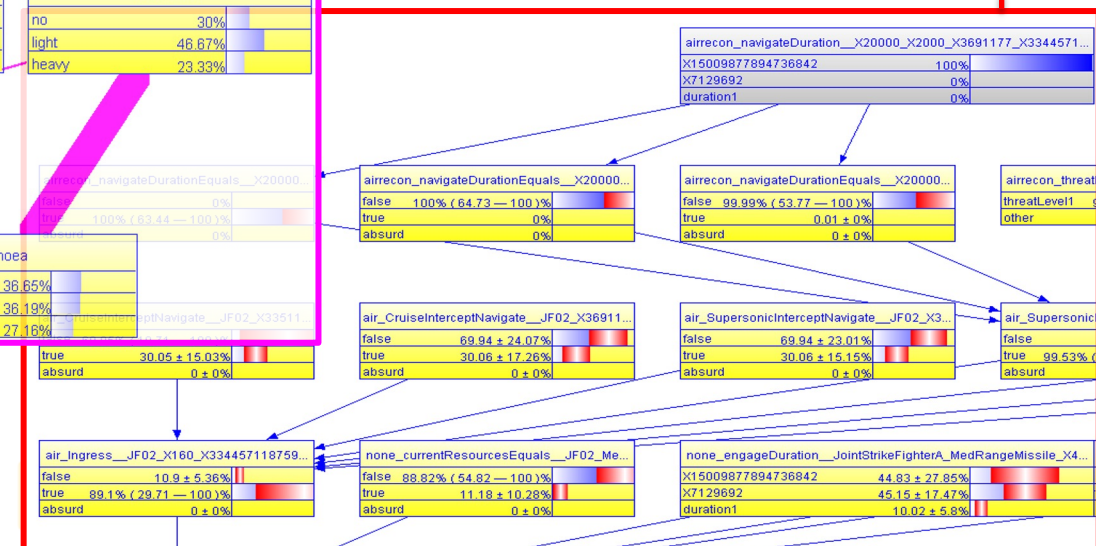 no 30%
light 46.67%
heavy 23.33%
airrecon_navigateDuration__X20000_X2000_X3691177_X3344571...
X15009877894736842 100%
X7129692 0%
duration1 0%
airrecon_navigateDurationEquals__X20000...
false 0%
true 100% ( 63.44 — 100 )%
absurd 0%
airrecon_navigateDurationEquals__X20000...
false 100% ( 64.73 — 100 )%
true 0%
absurd 0%
airrecon_navigateDurationEquals__X20000...
false 99.99% ( 53.77 — 100 )%
true 0.01 ± 0%
absurd 0 ± 0%
airrecon_threat
threatLevel1 9
other
noea
36.65%
36.19%
27.16%
air_CruiseInterceptNavigate__JF02_X33511...
true 30.05 ± 15.03%
absurd 0 ± 0%
air_CruiseInterceptNavigate__JF02_X36911...
false 69.94 ± 24.07%
true 30.06 ± 17.26%
absurd 0 ± 0%
air_SupersonicInterceptNavigate__JF02_X3...
false 69.94 ± 23.01%
true 30.06 ± 15.15%
absurd 0 ± 0%
air_SupersonicI
false
true 99.53% (
absurd
air_Ingress__JF02_X160_X334457118759...
false 10.9 ± 5.36%
true 89.1% ( 29.71 — 100 )%
absurd 0 ± 0%
none_currentResourcesEquals__JF02_Me...
false 88.82% ( 54.82 — 100 )%
true 11.18 ± 10.28%
absurd 0 ± 0%
none_engageDuration__JointStrikeFighterA_MedRangeMissile_X4...
X15009877894736842 44.83 ± 27.85%
X7129692 45.15 ± 17.47%
duration1 10.02 ± 5.8%